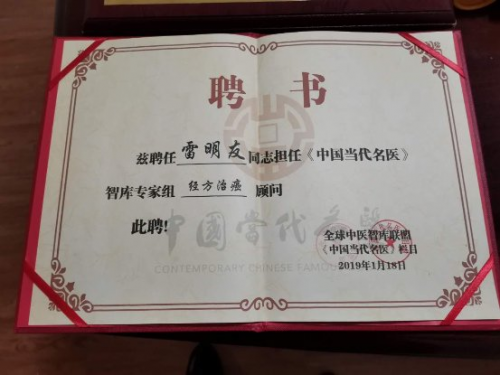 聘书
兹聘任 雷明友 同志担任《中国当代名医》
智库专家组 经方治癌 顾问
此聘!
中國當代名醫
CONTEMPORARY CHINESE FAMOUS
全球中医智库联盟
《中国当代名医》栏目
2019年1月18日